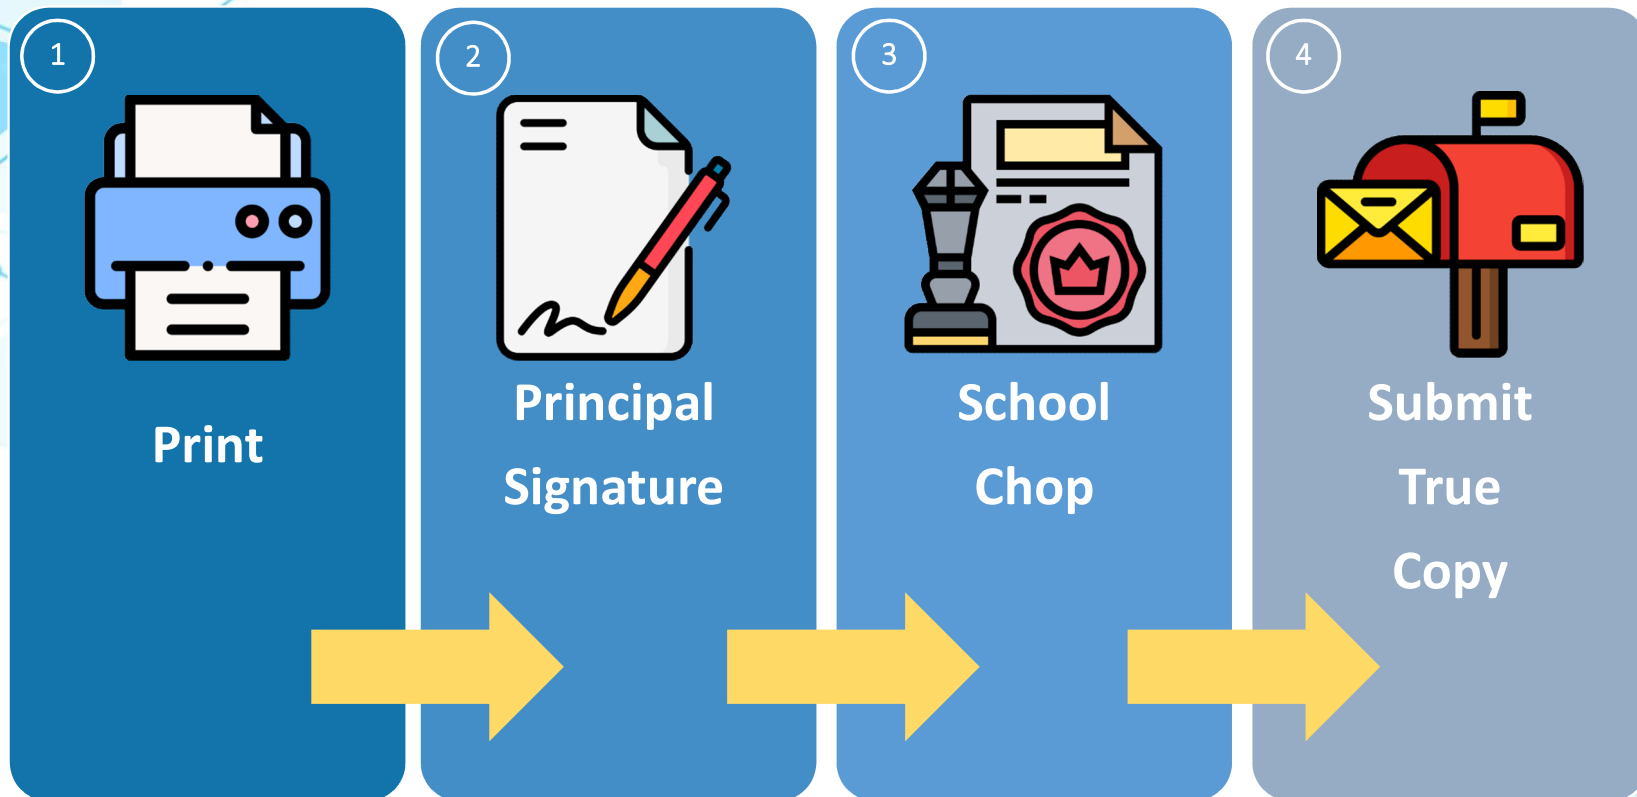 1
Print
2
Principal
Signature
3
School
Chop
4
Submit
True
Copy